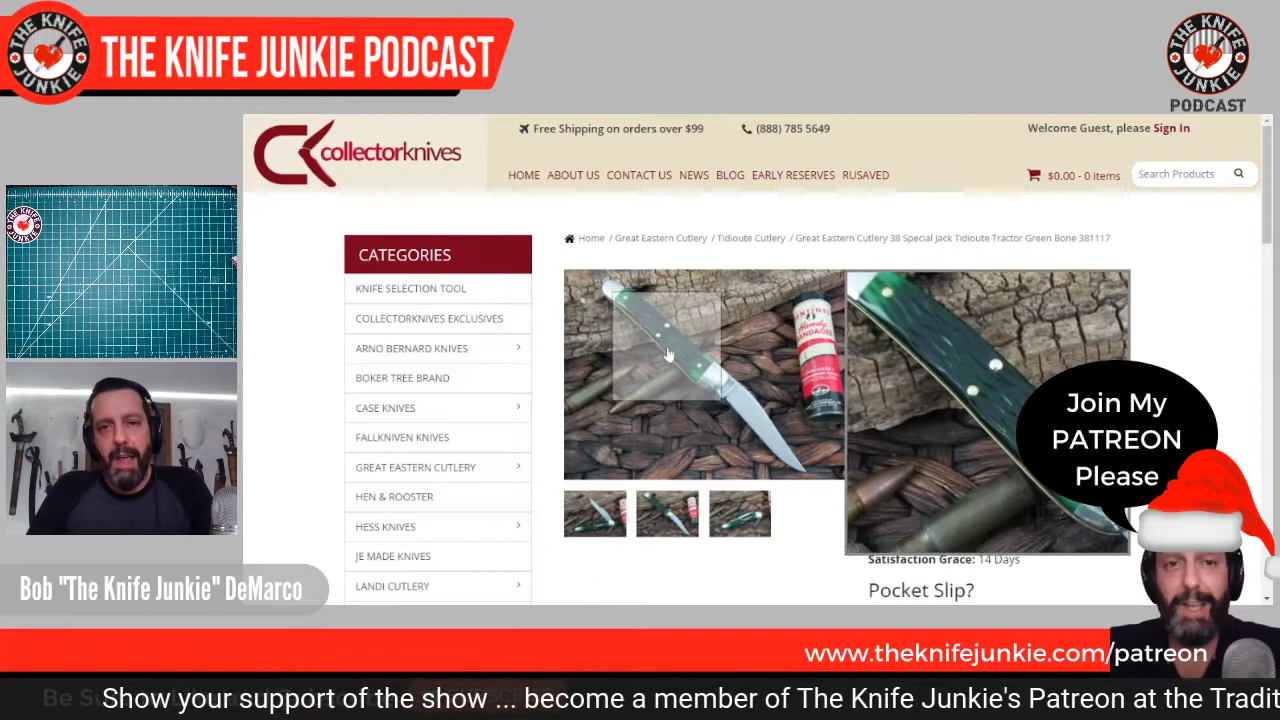 THE KNIFE JUNKIE PODCAST
THE KNIFE JUNKIE
THE KNIFE JUNKIE
PODCAST
CK collectorknives
Free Shipping on orders over $99
(888) 785 5649
Welcome Guest, please Sign In
HOME ABOUT US CONTACT US NEWS BLOG EARLY RESERVES RUSAVED
$0.00 - 0 items
Search Products
CATEGORIES
KNIFE SELECTION TOOL
COLLECTORKNIVES EXCLUSIVES
ARNO BERNARD KNIVES
BOKER TREE BRAND
CASE KNIVES
FALLKNIVEN KNIVES
GREAT EASTERN CUTLERY
HEN & ROOSTER
HESS KNIVES
JE MADE KNIVES
LANDI CUTLERY
Home / Great Eastern Cutlery / Tidioute Cutlery / Great Eastern Cutlery 38 Special Jack Tidioute Tractor Green Bone 381117
Satisfaction Grace: 14 Days
Pocket Slip?
Join My
PATREON
Please
Bob "The Knife Junkie" DeMarco
www.theknifejunkie.com/patreon
Show your support of the show ... become a member of The Knife Junkie's Patreon at the Tradit